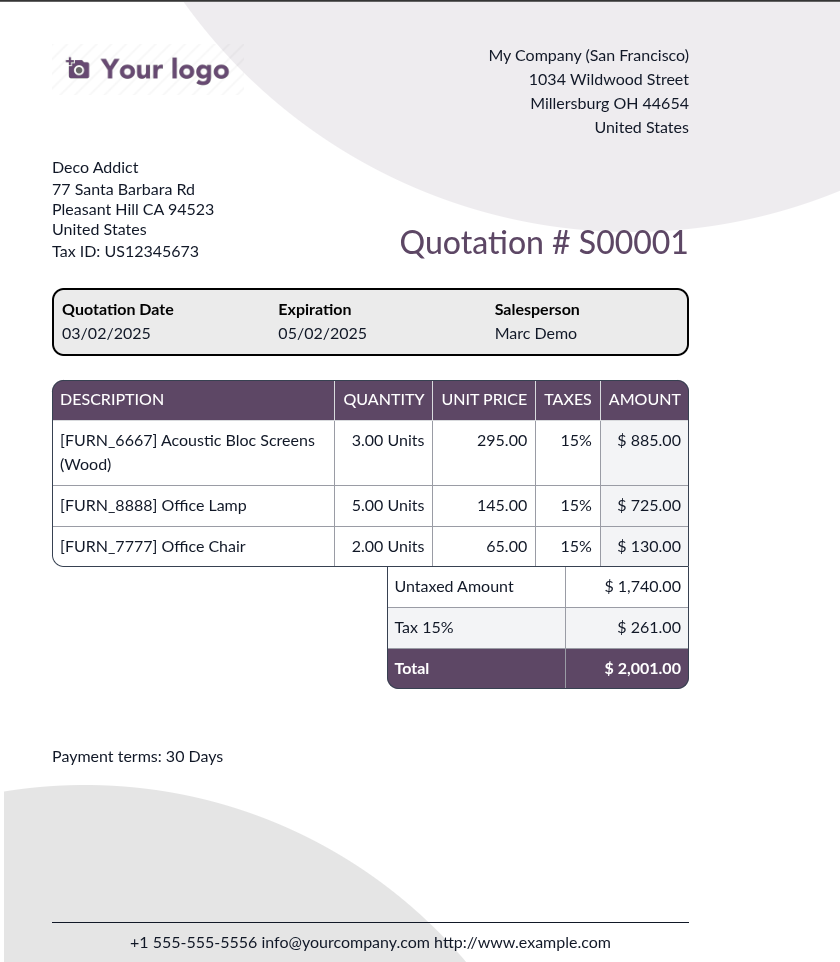 Your logo
My Company (San Francisco)
1034 Wildwood Street
Millersburg OH 44654
United States
Deco Addict
77 Santa Barbara Rd
Pleasant Hill CA 94523
United States
Tax ID: US12345673
Quotation # S00001
Quotation Date Expiration Salesperson
03/02/2025 05/02/2025 Marc Demo
DESCRIPTION QUANTITY UNIT PRICE TAXES AMOUNT
[FURN_6667] Acoustic Bloc Screens 3.00 Units 295.00 15% $ 885.00
(Wood)
[FURN_8888] Office Lamp 5.00 Units 145.00 15% $ 725.00
[FURN_7777] Office Chair 2.00 Units 65.00 15% $ 130.00
Untaxed Amount $ 1,740.00
Tax 15% $ 261.00
Total $ 2,001.00
Payment terms: 30 Days
+1 555-555-5556 info@yourcompany.com http://www.example.com